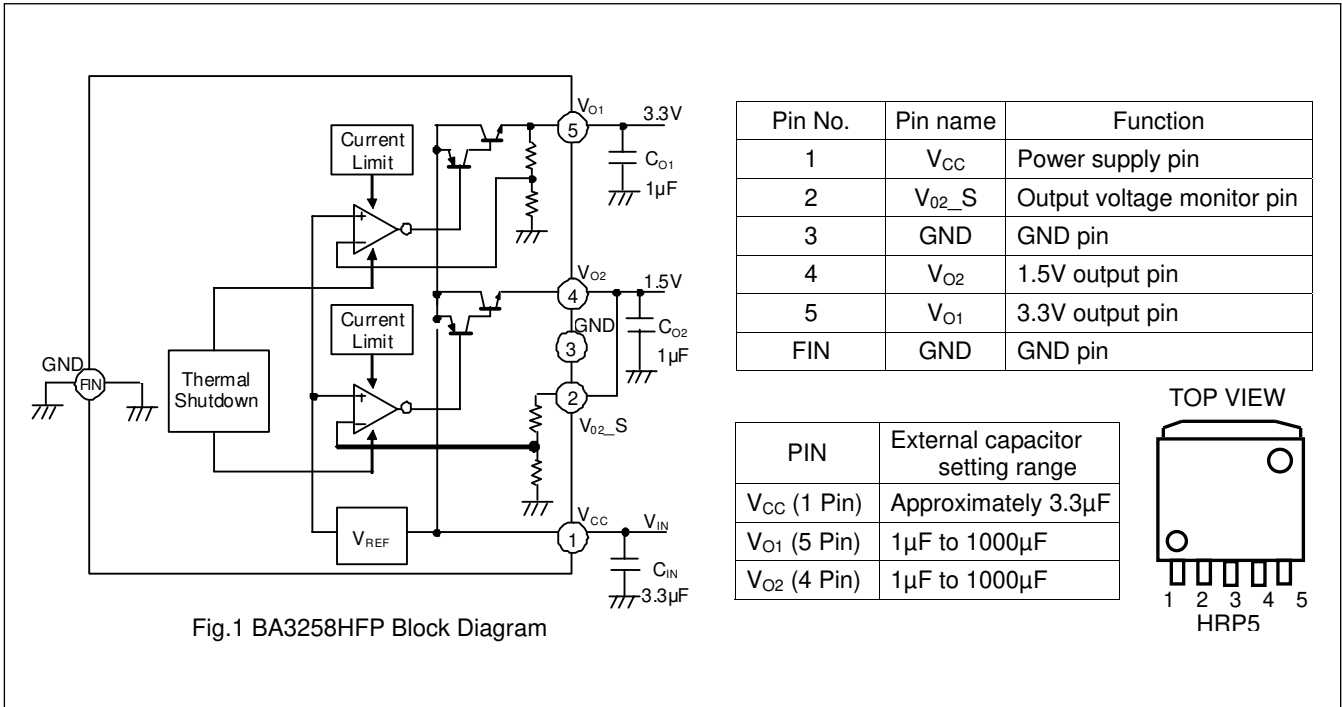 Current
Limit
+
−
Thermal
Shutdown
GND
FIN
Current
Limit
+
−
VREF
VO1
5
3.3V
CO1
1µF
VO2
4
1.5V
GND
3
CO2
1µF
2
V02_S
VCC
1
VIN
CIN
3.3µF
Fig.1 BA3258HFP Block Diagram
Pin No. Pin name Function
1 VCC Power supply pin
2 V02_S Output voltage monitor pin
3 GND GND pin
4 VO2 1.5V output pin
5 VO1 3.3V output pin
FIN GND GND pin
PIN External capacitor
setting range
VCC (1 Pin) Approximately 3.3µF
VO1 (5 Pin) 1µF to 1000µF
VO2 (4 Pin) 1µF to 1000µF
TOP VIEW
1 2 3 4 5
HRP5